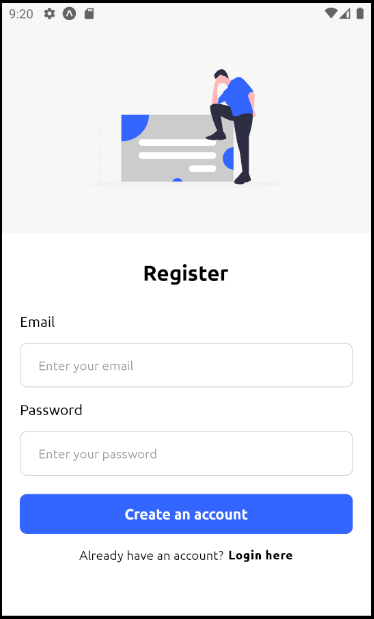 9:20
Register
Email
Enter your email
Password
Enter your password
Create an account
Already have an account? Login here